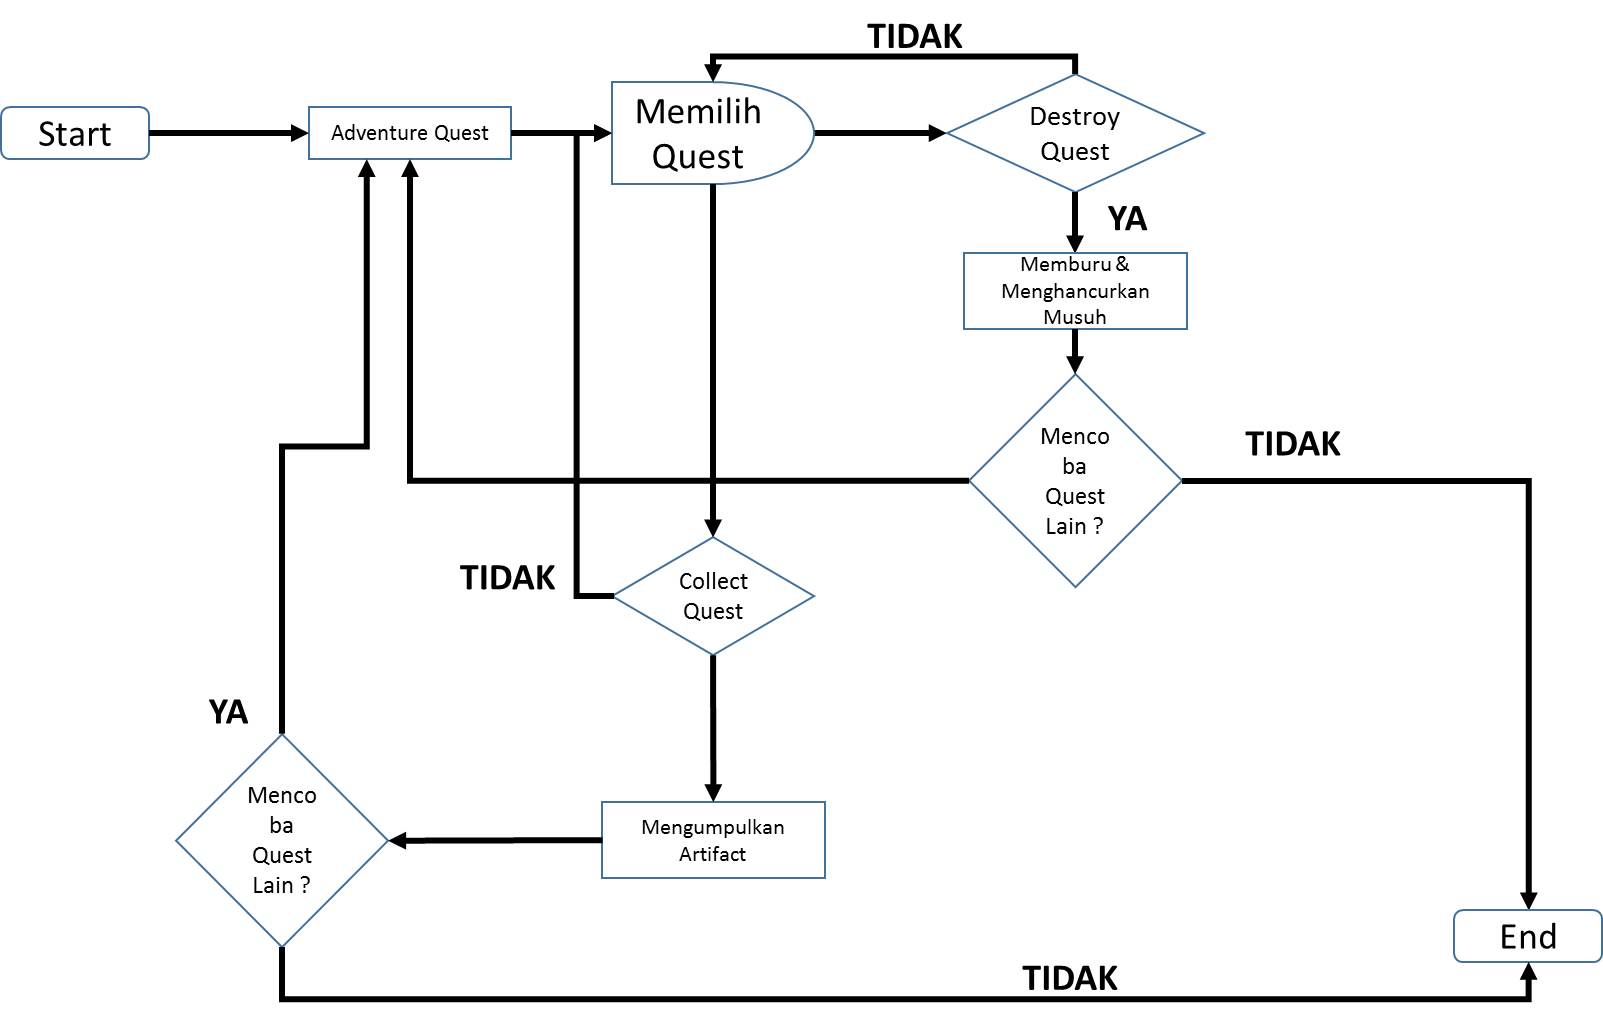 TIDAK
Start
Adventure Quest
Memilih
Quest
Destroy
Quest
YA
Memburu &
Menghancurkan
Musuh
Menco
ba
Quest
Lain ?
TIDAK
TIDAK
Collect
Quest
YA
Menco
ba
Quest
Lain ?
Mengumpulkan
Artifact
End
TIDAK